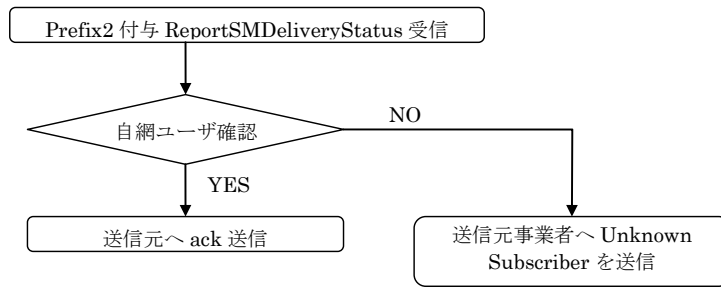 Prefix2 付与 ReportSMDeliveryStatus 受信
自網ユーザ確認
NO
YES
送信元へ ack 送信
送信元事業者へ Unknown
Subscriber を送信